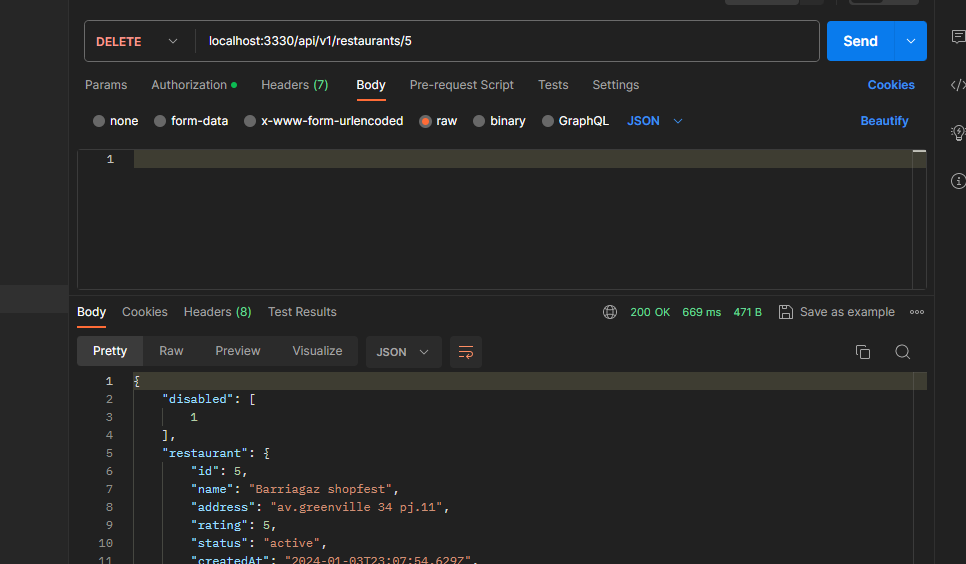 DELETE localhost:3330/api/v1/restaurants/5 Send
Params Authorization Headers (7) Body Pre-request Script Tests Settings Cookies
none form-data x-www-form-urlencoded raw binary GraphQL JSON Beautify
1
Body Cookies Headers (8) Test Results 200 OK 669 ms 471 B Save as example
Pretty Raw Preview Visualize JSON
1 {
2 "disabled": [
3 1
4 ],
5 "restaurant": {
6 "id": 5,
7 "name": "Barriagaz shopfest",
8 "address": "av.greenville 34 pj.11",
9 "rating": 5,
10 "status": "active",
11 "createdAt": "2024-01-03T23:07:54.629Z",